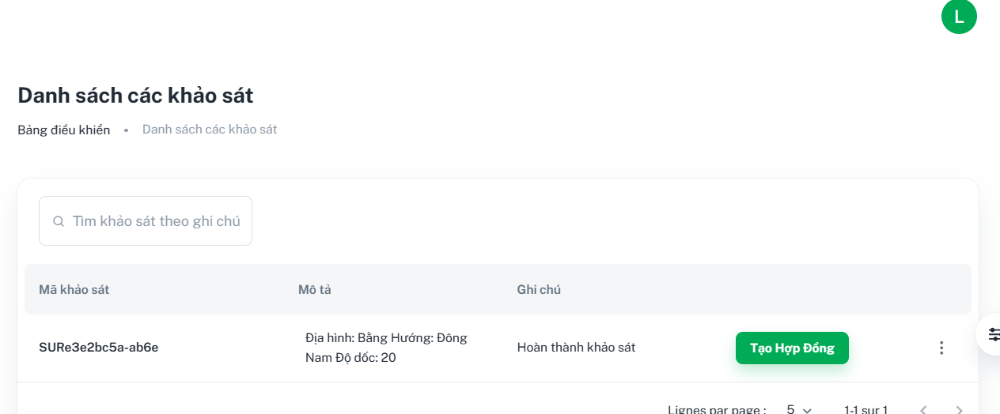 L
Danh sách các khảo sát
Bảng điều khiển • Danh sách các khảo sát
Tìm khảo sát theo ghi chú
Mã khảo sát Mô tả Ghi chú
SURe3e2bc5a-ab6e Địa hình: Bằng Hướng: Đông Nam Độ dốc: 20 Hoàn thành khảo sát Tạo Hợp Đồng
Lignes par page : 5 1-1 sur 1